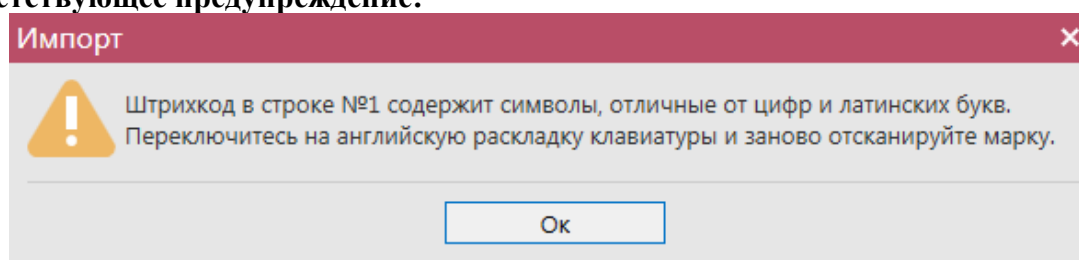 предупреждение:
Импорт
Штрихкод в строке №1 содержит символы, отличные от цифр и латинских букв.
Переключитесь на английскую раскладку клавиатуры и заново отсканируйте марку.
Ок